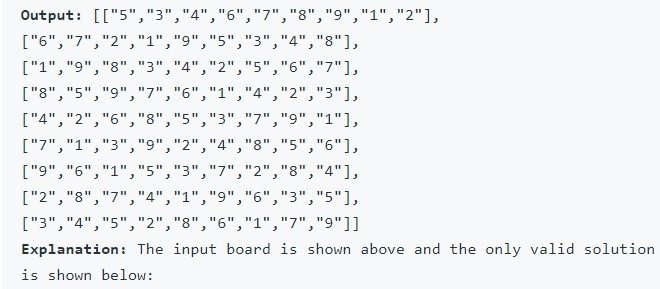 Output: [["5","3","4","6","7","8","9","1","2"],
["6","7","2","1","9","5","3","4","8"],
["1","9","8","3","4","2","5","6","7"],
["8","5","9","7","6","1","4","2","3"],
["4","2","6","8","5","3","7","9","1"],
["7","1","3","9","2","4","8","5","6"],
["9","6","1","5","3","7","2","8","4"],
["2","8","7","4","1","9","6","3","5"],
["3","4","5","2","8","6","1","7","9"]]
Explanation: The input board is shown above and the only valid solution
is shown below: